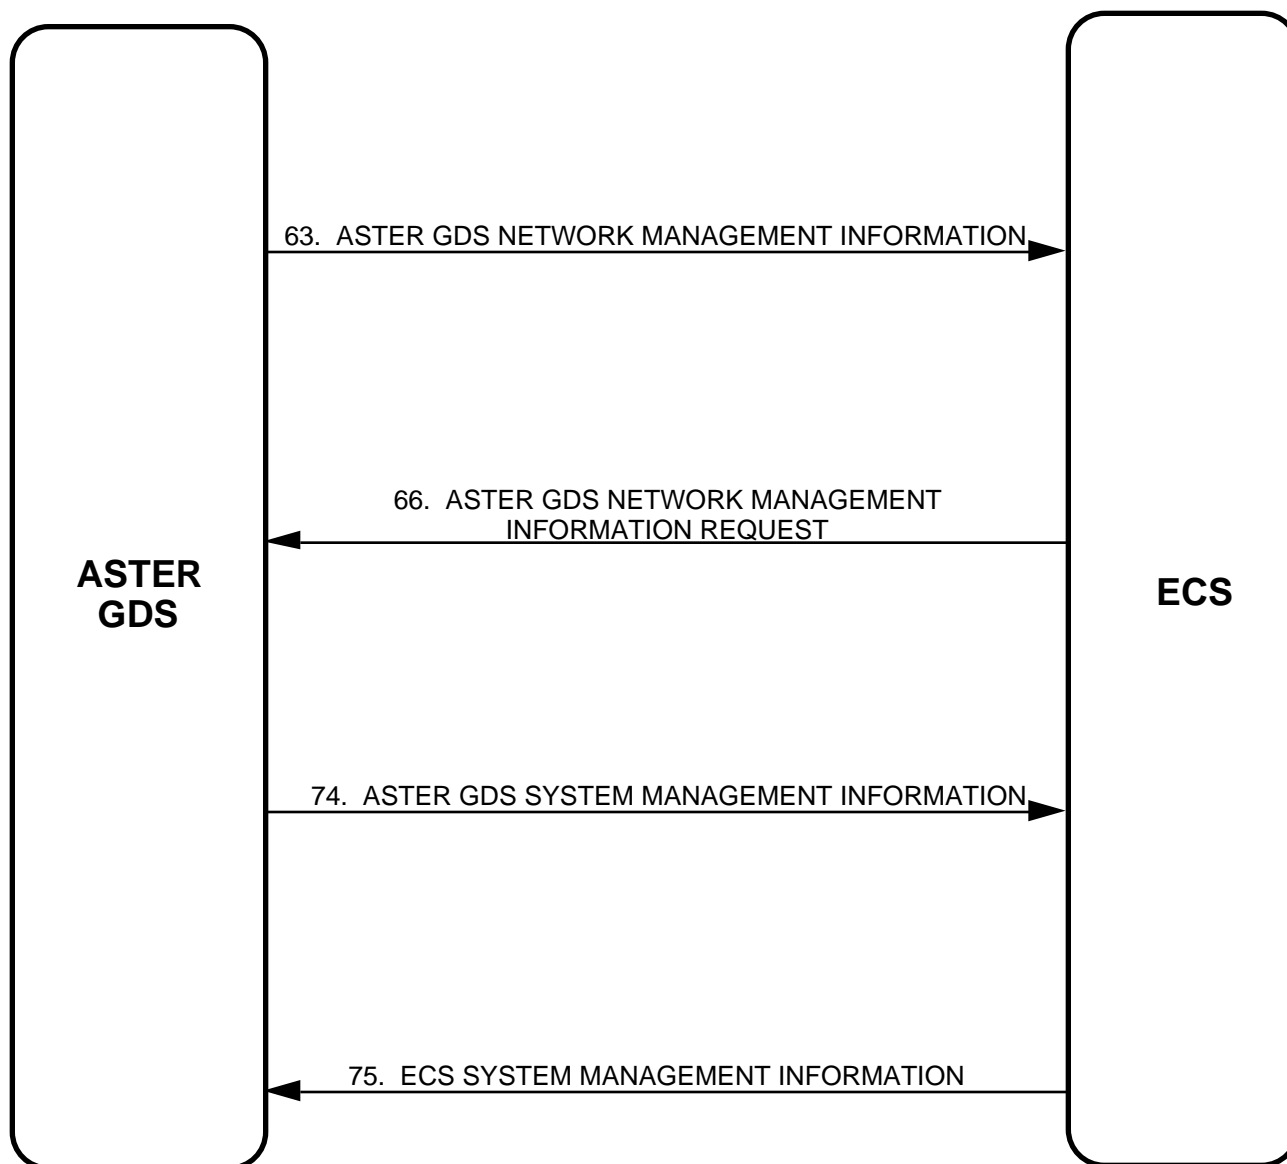 63. ASTER GDS NETWORK MANAGEMENT INFORMATION
66. ASTER GDS NETWORK MANAGEMENT
INFORMATION REQUEST
ASTER
GDS
ECS
74. ASTER GDS SYSTEM MANAGEMENT INFORMATION
75. ECS SYSTEM MANAGEMENT INFORMATION